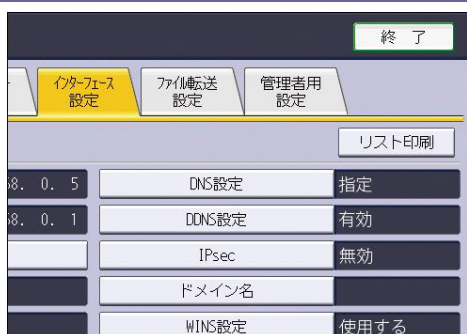 終 了
インターフェース
設定
ファイル転送
設定
管理者用
設定
リスト印刷
68. 0. 5
DNS設定
指定
68. 0. 1
DDNS設定
有効
IPsec
無効
ドメイン名
WINS設定
使用する